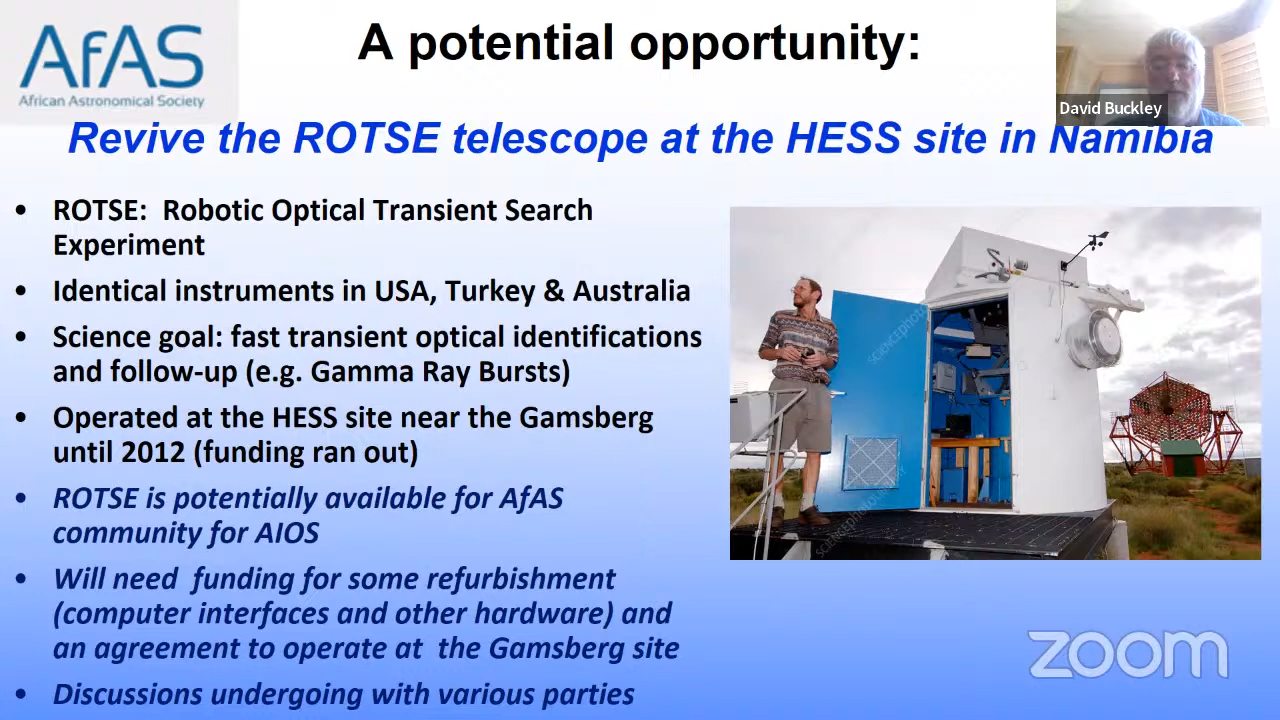 AfAS
African Astronomical Society
A potential opportunity:
David Buckley
Revive the ROTSE telescope at the HESS site in Namibia
• ROTSE:  Robotic Optical Transient Search
Experiment
• Identical instruments in USA, Turkey & Australia
• Science goal: fast transient optical identifications
and follow-up (e.g. Gamma Ray Bursts)
• Operated at the HESS site near the Gamsberg
until 2012 (funding ran out)
• ROTSE is potentially available for AfAS
community for AIOS
• Will need  funding for some refurbishment
(computer interfaces and other hardware) and
an agreement to operate at  the Gamsberg site
• Discussions undergoing with various parties
zoom